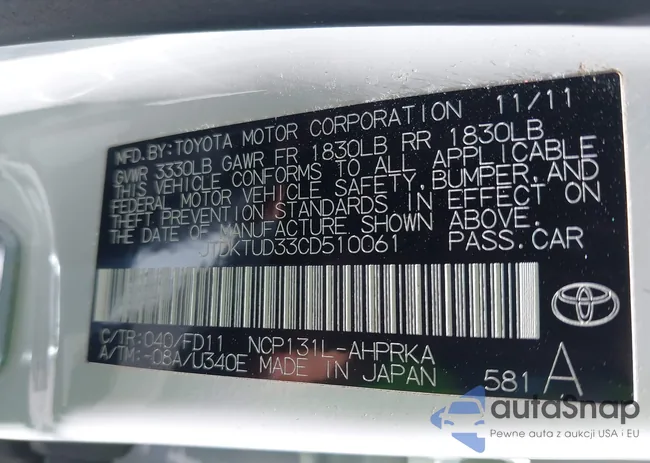 MFD.BY:TOYOTA MOTOR CORPORATION 11/11
GVWR 3330LB GAWR FR 1830LB RR 1830LB
THIS VEHICLE CONFORMS TO ALL APPLICABLE
FEDERAL MOTOR VEHICLE SAFETY,BUMPER,AND
THEFT PREVENTION STANDARDS IN EFFECT ON
THE DATE OF MANUFACTURE SHOWN ABOVE.
JTDKTUD33CD510061 PASS.CAR
C/TR:040/FD11 NCP131L-AHPRKA
A/TM:-C8A/U340E MADE IN JAPAN 581 A
autoSnap
Pewne auta z aukcji USA i EU